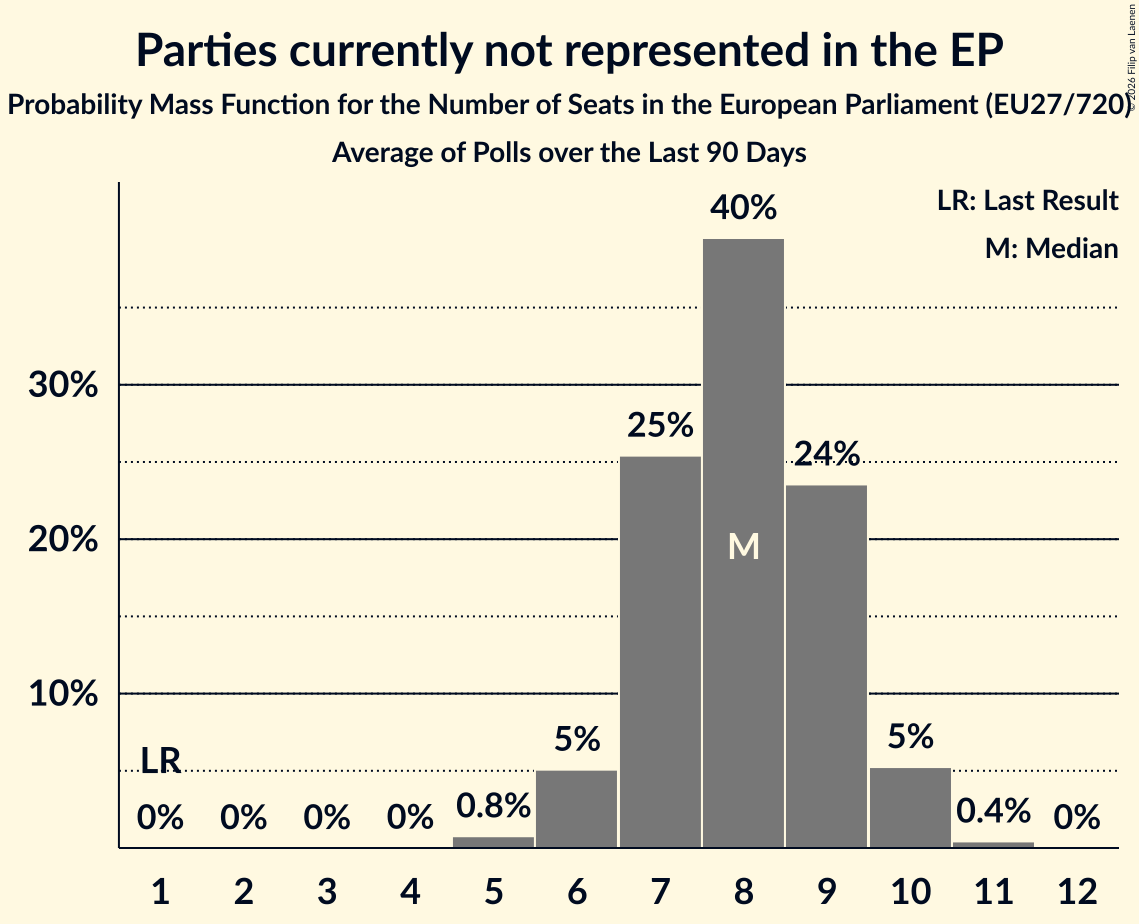 Parties currently not represented in the EP
Probability Mass Function for the Number of Seats in the European Parliament (EU27/720)
Average of Polls over the Last 90 Days
© 2026 Filip van Laenen
LR: Last Result
M: Median
40%
30%
25%
24%
20%
M
10%
5%
5%
LR
0%
0%
0%
0%
0.8%
0.4%
0%
1 2 3 4 5 6 7 8 9 10 11 12